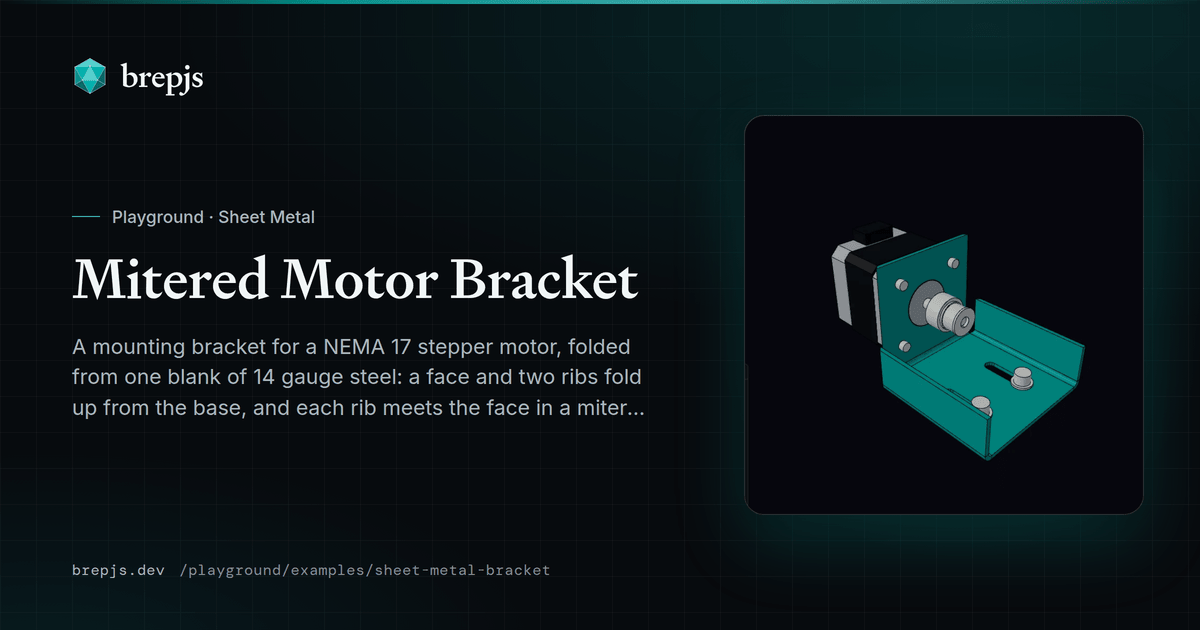 brepjs
Playground · Sheet Metal
Mitered Motor Bracket
A mounting bracket for a NEMA 17 stepper motor, folded
from one blank of 14 gauge steel: a face and two ribs fold
up from the base, and each rib meets the face in a miter...
brepjs.dev /playground/examples/sheet-metal-bracket